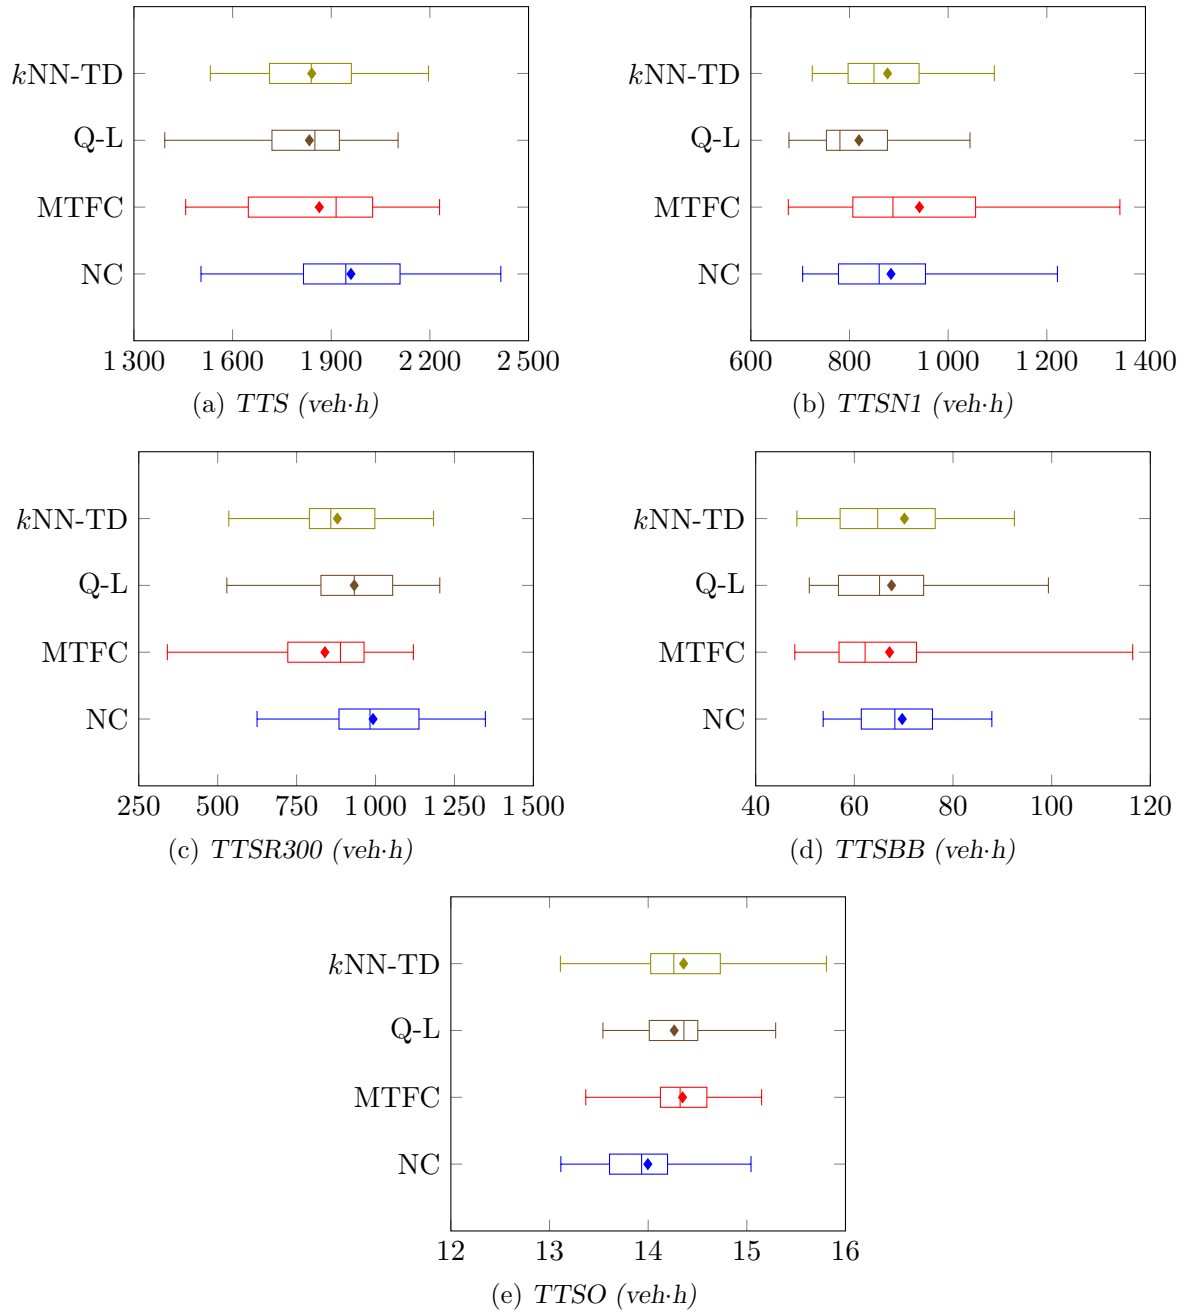 kNN-TD
Q-L
MTFC
NC
1 300 1 600 1 900 2 200 2 500
(a) TTS (veh·h)
kNN-TD
Q-L
MTFC
NC
600 800 1 000 1 200 1 400
(b) TTSN1 (veh·h)
kNN-TD
Q-L
MTFC
NC
250 500 750 1 000 1 250 1 500
(c) TTSR300 (veh·h)
kNN-TD
Q-L
MTFC
NC
40 60 80 100 120
(d) TTSBB (veh·h)
kNN-TD
Q-L
MTFC
NC
12 13 14 15 16
(e) TTSO (veh·h)